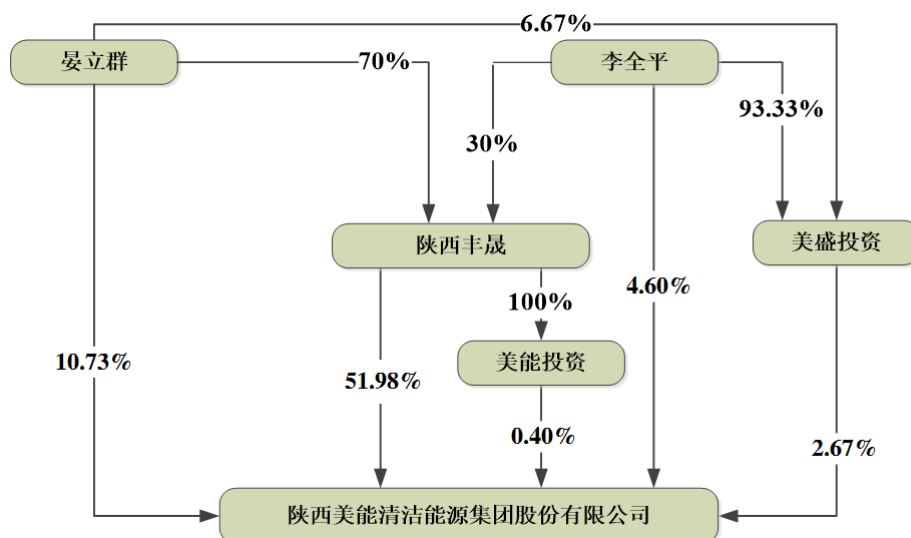 6.67%
晏立群
70%
李全平
93.33%
30%
陕西丰晟
美盛投资
100%
4.60%
10.73%
51.98%
美能投资
0.40%
2.67%
陕西美能清洁能源集团股份有限公司